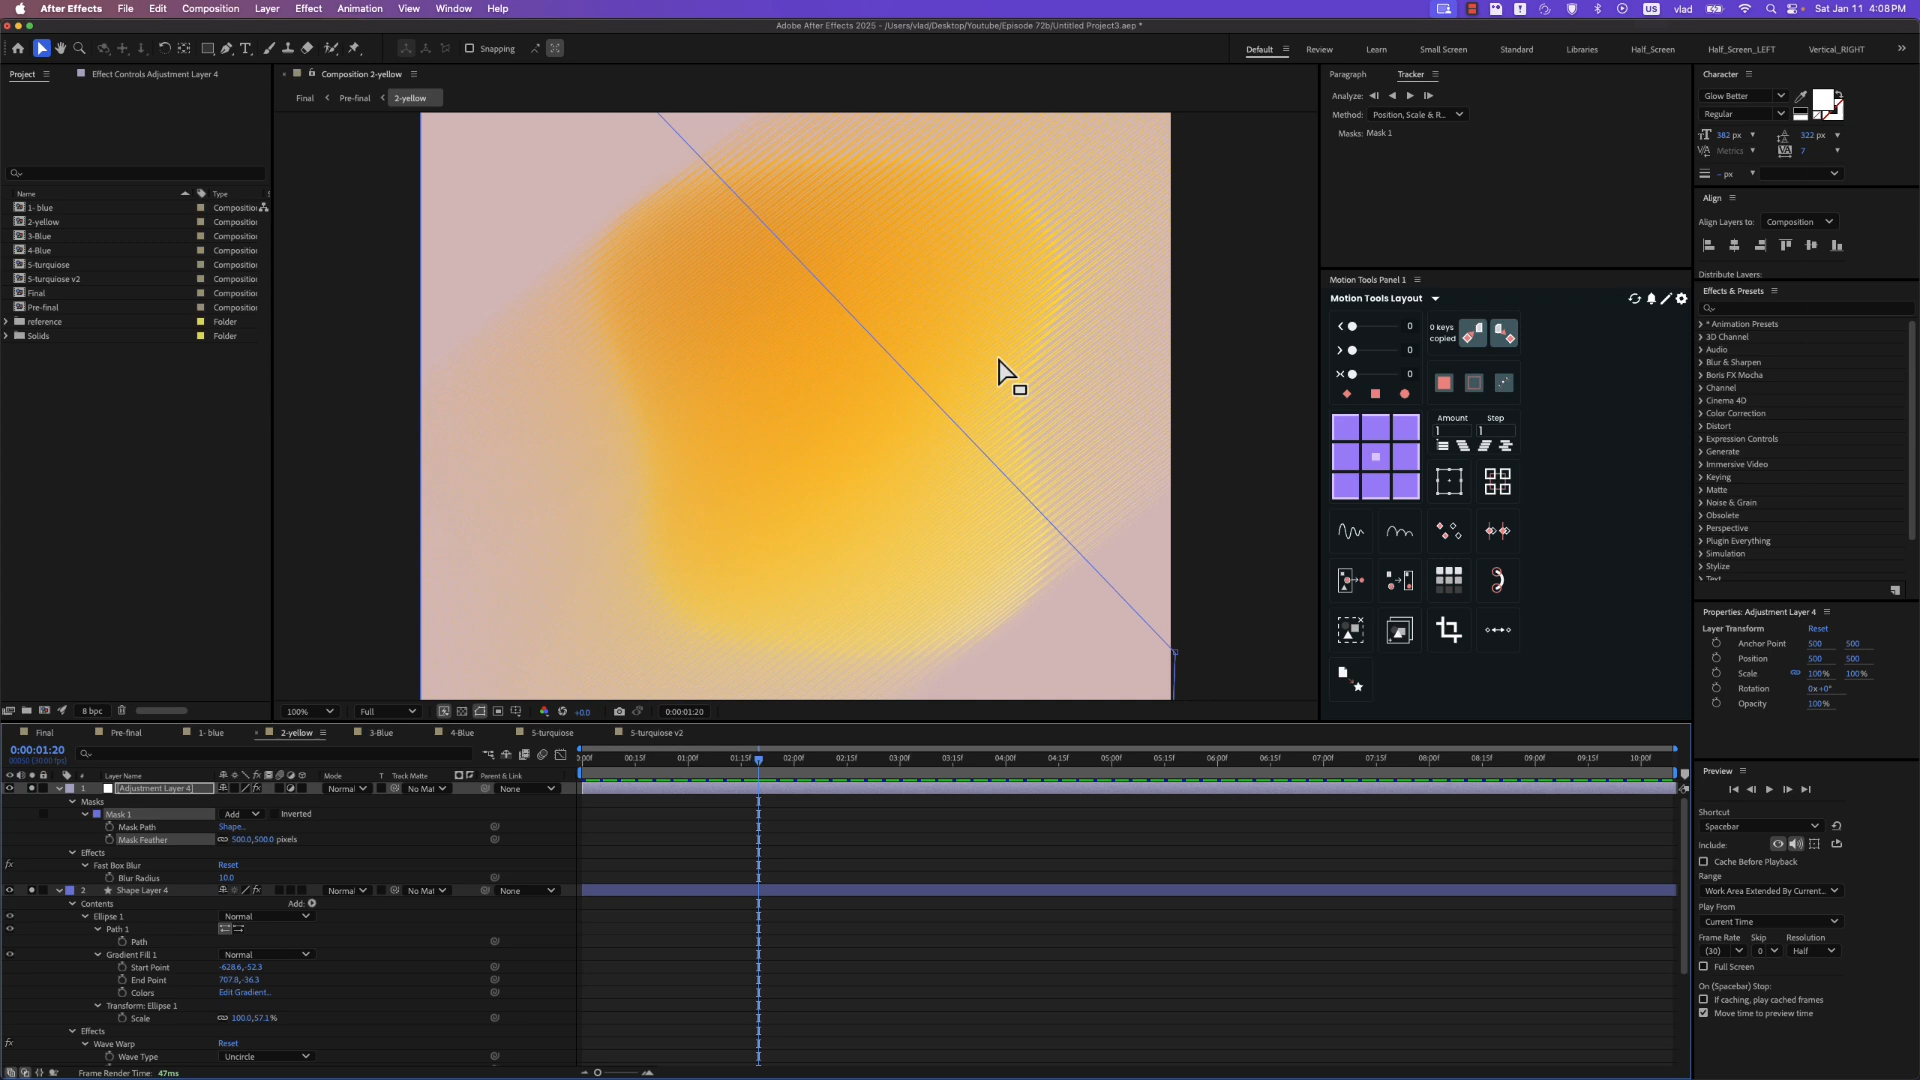 After Effects File Edit Composition Layer Effect Animation View Window Help
US vlad Sat Jan 11 4:08PM
Adobe After Effects 2025 - /Users/vlad/Desktop/Youtube/Episode 72b/Untitled Project3.aep *
Snapping
Default Review Learn Small Screen Standard Libraries Half_Screen Half_Screen_LEFT Vertical_RIGHT
Project Effect Controls Adjustment Layer 4
Composition 2-yellow
Final Pre-final 2-yellow
Name Type
1- blue Composition
2-yellow Composition
3-Blue Composition
4-Blue Composition
5-turquiose Composition
5-turquiose v2 Composition
Final Composition
Pre-final Composition
reference Folder
Solids Folder
8 bpc
100% Full +0.0 0:00:01:20
Paragraph Tracker
Analyze:
Method: Position, Scale & R...
Masks: Mask 1
Motion Tools Panel 1
Motion Tools Layout
0 0 keys copied
0
0
Amount Step
1 1
Character
Glow Better
Regular
382 px 322 px
Metrics 7
- px
Align
Align Layers to: Composition
Distribute Layers:
Effects & Presets
* Animation Presets
3D Channel
Audio
Blur & Sharpen
Boris FX Mocha
Channel
Cinema 4D
Color Correction
Distort
Expression Controls
Generate
Immersive Video
Keying
Matte
Noise & Grain
Obsolete
Perspective
Plugin Everything
Simulation
Stylize
Text
Properties: Adjustment Layer 4
Layer Transform Reset
Anchor Point 500 500
Position 500 500
Scale 100% 100%
Rotation 0x+0°
Opacity 100%
Preview
Shortcut
Spacebar
Include:
Cache Before Playback
Range
Work Area Extended By Current...
Play From
Current Time
Frame Rate Skip Resolution
(30) 0 Half
Full Screen
On (Spacebar) Stop:
If caching, play cached frames
Move time to preview time
Final Pre-final 1- blue 2-yellow 3-Blue 4-Blue 5-turquiose 5-turquiose v2
0:00:01:20
00050 (30.00 fps)
:00f 00:15f 01:00f 01:15f 02:00f 02:15f 03:00f 03:15f 04:00f 04:15f 05:00f 05:15f 06:00f 06:15f 07:00f 07:15f 08:00f 08:15f 09:00f 09:15f 10:00f
# Layer Name Mode T Track Matte Parent & Link
1 [Adjustment Layer 4] Normal No Mat None
Masks
Mask 1 Add Inverted
Mask Path Shape...
Mask Feather 500.0,500.0 pixels
Effects
Fast Box Blur Reset
Blur Radius 10.0
2 Shape Layer 4 Normal No Mat None
Contents Add:
Ellipse 1 Normal
Path 1
Path
Gradient Fill 1 Normal
Start Point -628.6,-52.3
End Point 707.8,-36.3
Colors Edit Gradient...
Transform: Ellipse 1
Scale 100.0,57.1%
Effects
Wave Warp Reset
Wave Type Uncircle
Frame Render Time: 47ms